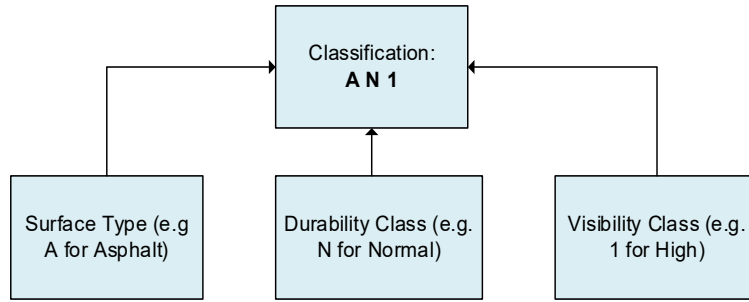 Classification:
A N 1
Surface Type (e.g
A for Asphalt)
Durability Class (e.g.
N for Normal)
Visibility Class (e.g.
1 for High)